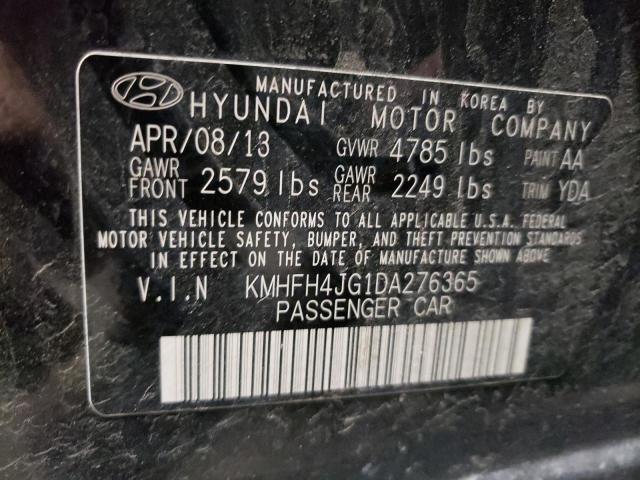 MANUFACTURED IN KOREA BY
HYUNDAI MOTOR COMPANY
APR/08/13 GVWR 4785 lbs PAINT AA
GAWR FRONT 2579 lbs GAWR REAR 2249 lbs TRIM YDA
THIS VEHICLE CONFORMS TO ALL APPLICABLE U.S.A. FEDERAL
MOTOR VEHICLE SAFETY, BUMPER, AND THEFT PREVENTION STANDARDS
IN EFFECT ON THE DATE OF MANUFACTURE SHOWN ABOVE.
V.I.N KMHFH4JG1DA276365
PASSENGER CAR